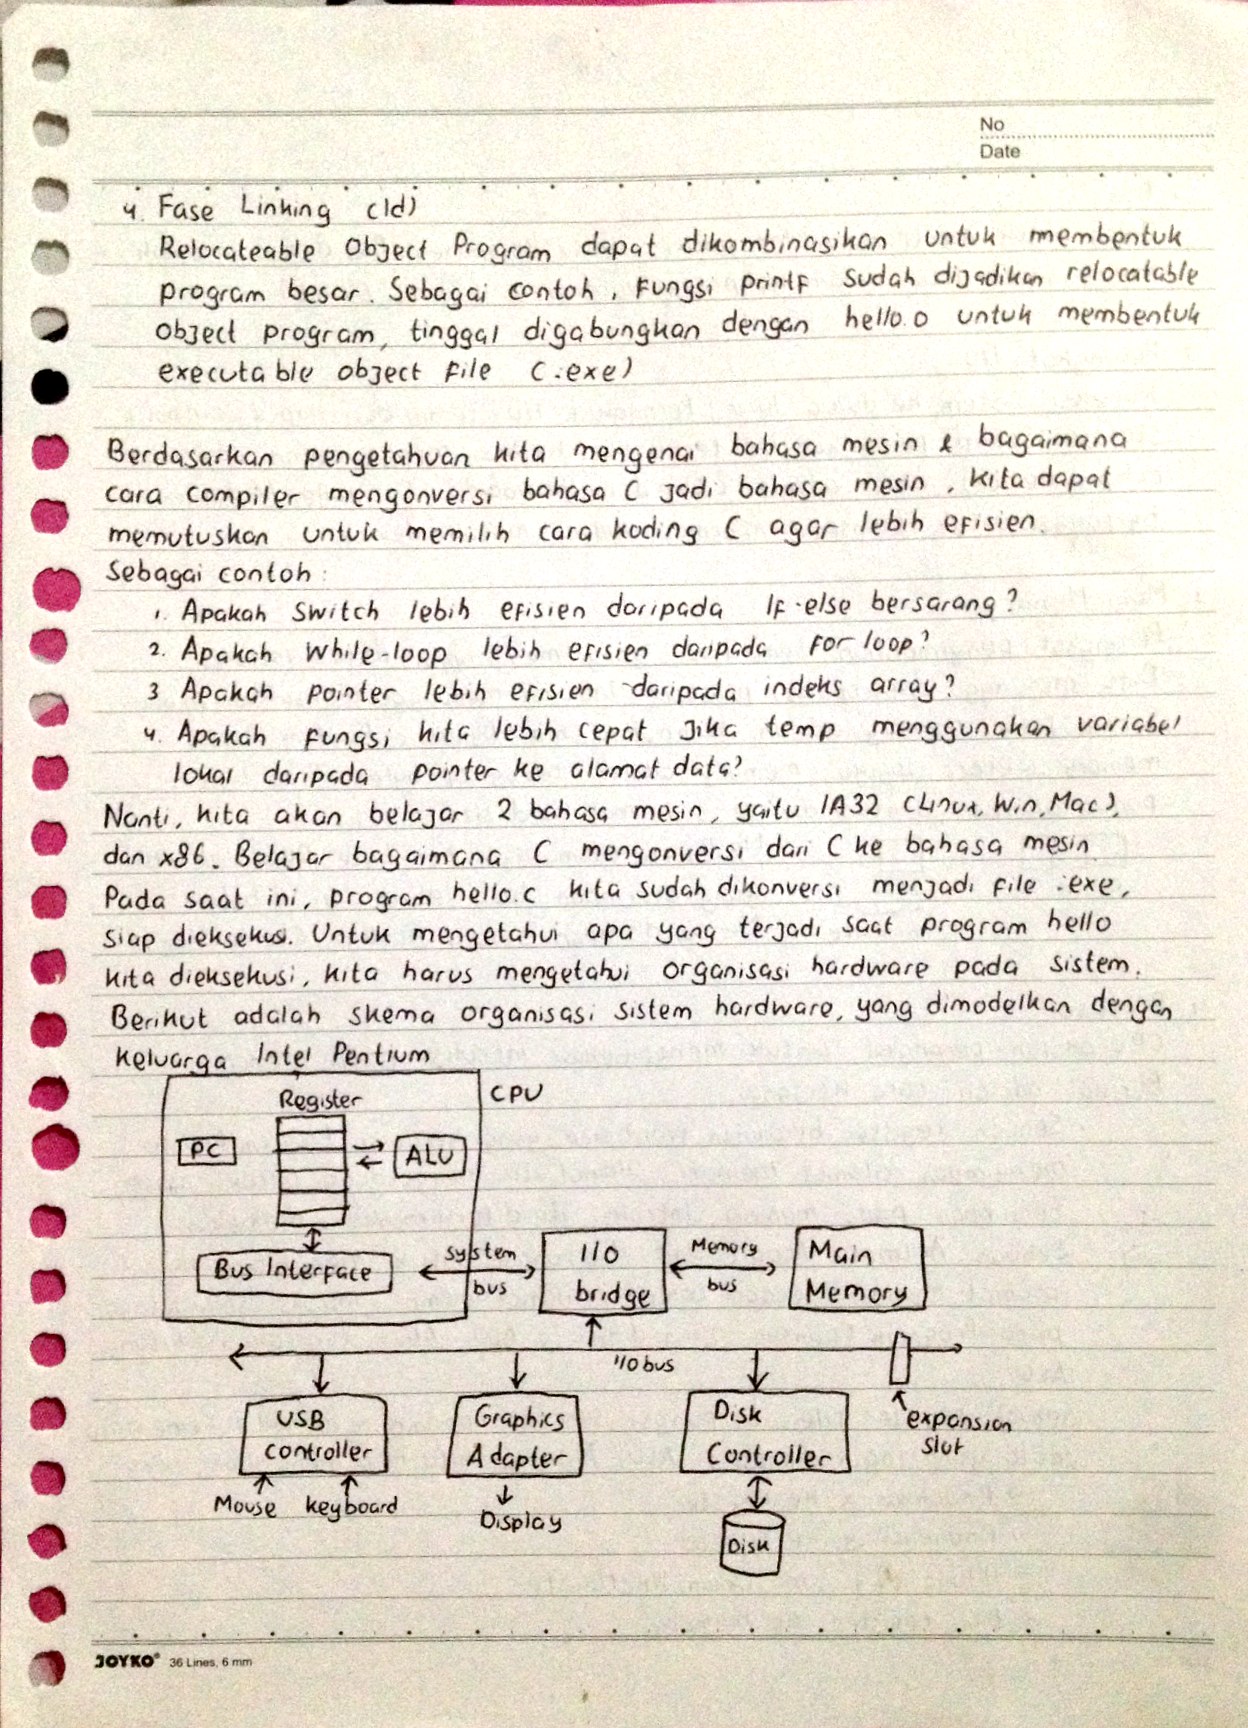 No
Date
4. Fase Linking (ld)
Relocateable Object Program dapat dikombinasikan untuk membentuk
program besar. Sebagai contoh, fungsi printf sudah dijadikan relocatable
object program, tinggal digabungkan dengan hello.o untuk membentuk
executable object file (.exe)
Berdasarkan pengetahuan kita mengenai bahasa mesin & bagaimana
cara compiler mengonversi bahasa C jadi bahasa mesin, kita dapat
memutuskan untuk memilih cara koding C agar lebih efisien.
Sebagai contoh:
1. Apakah switch lebih efisien daripada if-else bersarang?
2. Apakah while-loop lebih efisien daripada for loop?
3 Apakah pointer lebih efisien daripada indeks array?
4. Apakah fungsi kita lebih cepat jika temp menggunakan variabel
lokal daripada pointer ke alamat data?
Nanti, kita akan belajar 2 bahasa mesin, yaitu IA32 (Linux, Win, Mac),
dan x86. Belajar bagaimana C mengonversi dari C ke bahasa mesin.
Pada saat ini, program hello.c kita sudah dikonversi menjadi file .exe,
siap dieksekusi. Untuk mengetahui apa yang terjadi saat program hello
kita dieksekusi, kita harus mengetahui organisasi hardware pada sistem.
Berikut adalah skema organisasi sistem hardware, yang dimodelkan dengan
keluarga Intel Pentium
CPU
Register
PC
ALU
Bus Interface
system
bus
I/O
bridge
Memory
bus
Main
Memory
I/O bus
USB
controller
Graphics
Adapter
Disk
Controller
expansion
slot
Mouse keyboard
Display
Disk
JOYKO® 36 Lines, 6 mm